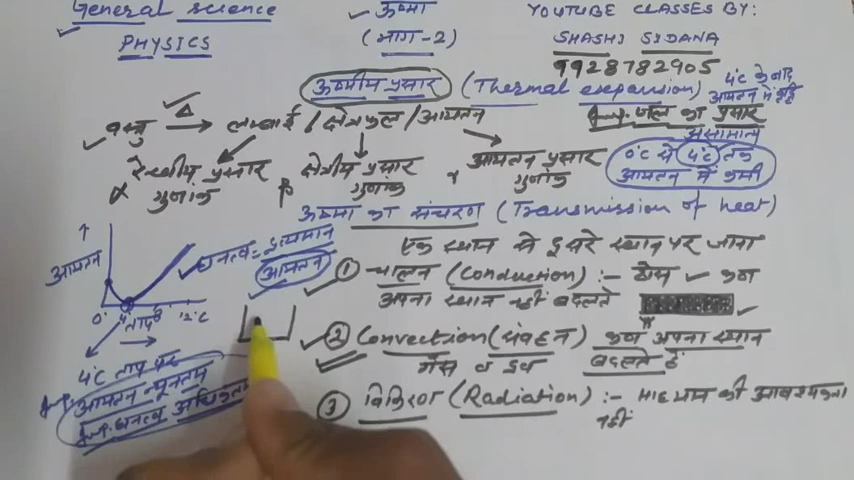 General science
PHYSICS
ऊष्मा
(भाग-2)
YOUTUBE CLASSES BY:
SHASHI SIDANA
9928782905
ऊष्मीय प्रसार (Thermal expansion)
4°C के बाद
आयतन में वृद्धि
Imp. जल का प्रसार
असामान्य
वस्तु Δ → लम्बाई / क्षेत्रफल / आयतन
0°C से 4°C तक
आयतन में कमी
रेखीय प्रसार
गुणांक α
क्षेत्रीय प्रसार
गुणांक β
आयतन प्रसार
गुणांक γ
ऊष्मा का संचरण (Transmission of heat)
एक स्थान से दूसरे स्थान पर जाना
आयतन
घनत्व = द्रव्यमान
आयतन
0° 4° ताप 12°C
① चालन (Conduction) :- ठोस कण
अपना स्थान नहीं बदलते
② Convection (संवहन) कण अपना स्थान
गैस व द्रव बदलते हैं
4°C ताप पर
आयतन न्यूनतम
Imp. घनत्व अधिकतम
③ विकिरण (Radiation) :- माध्यम की आवश्यकता
नहीं